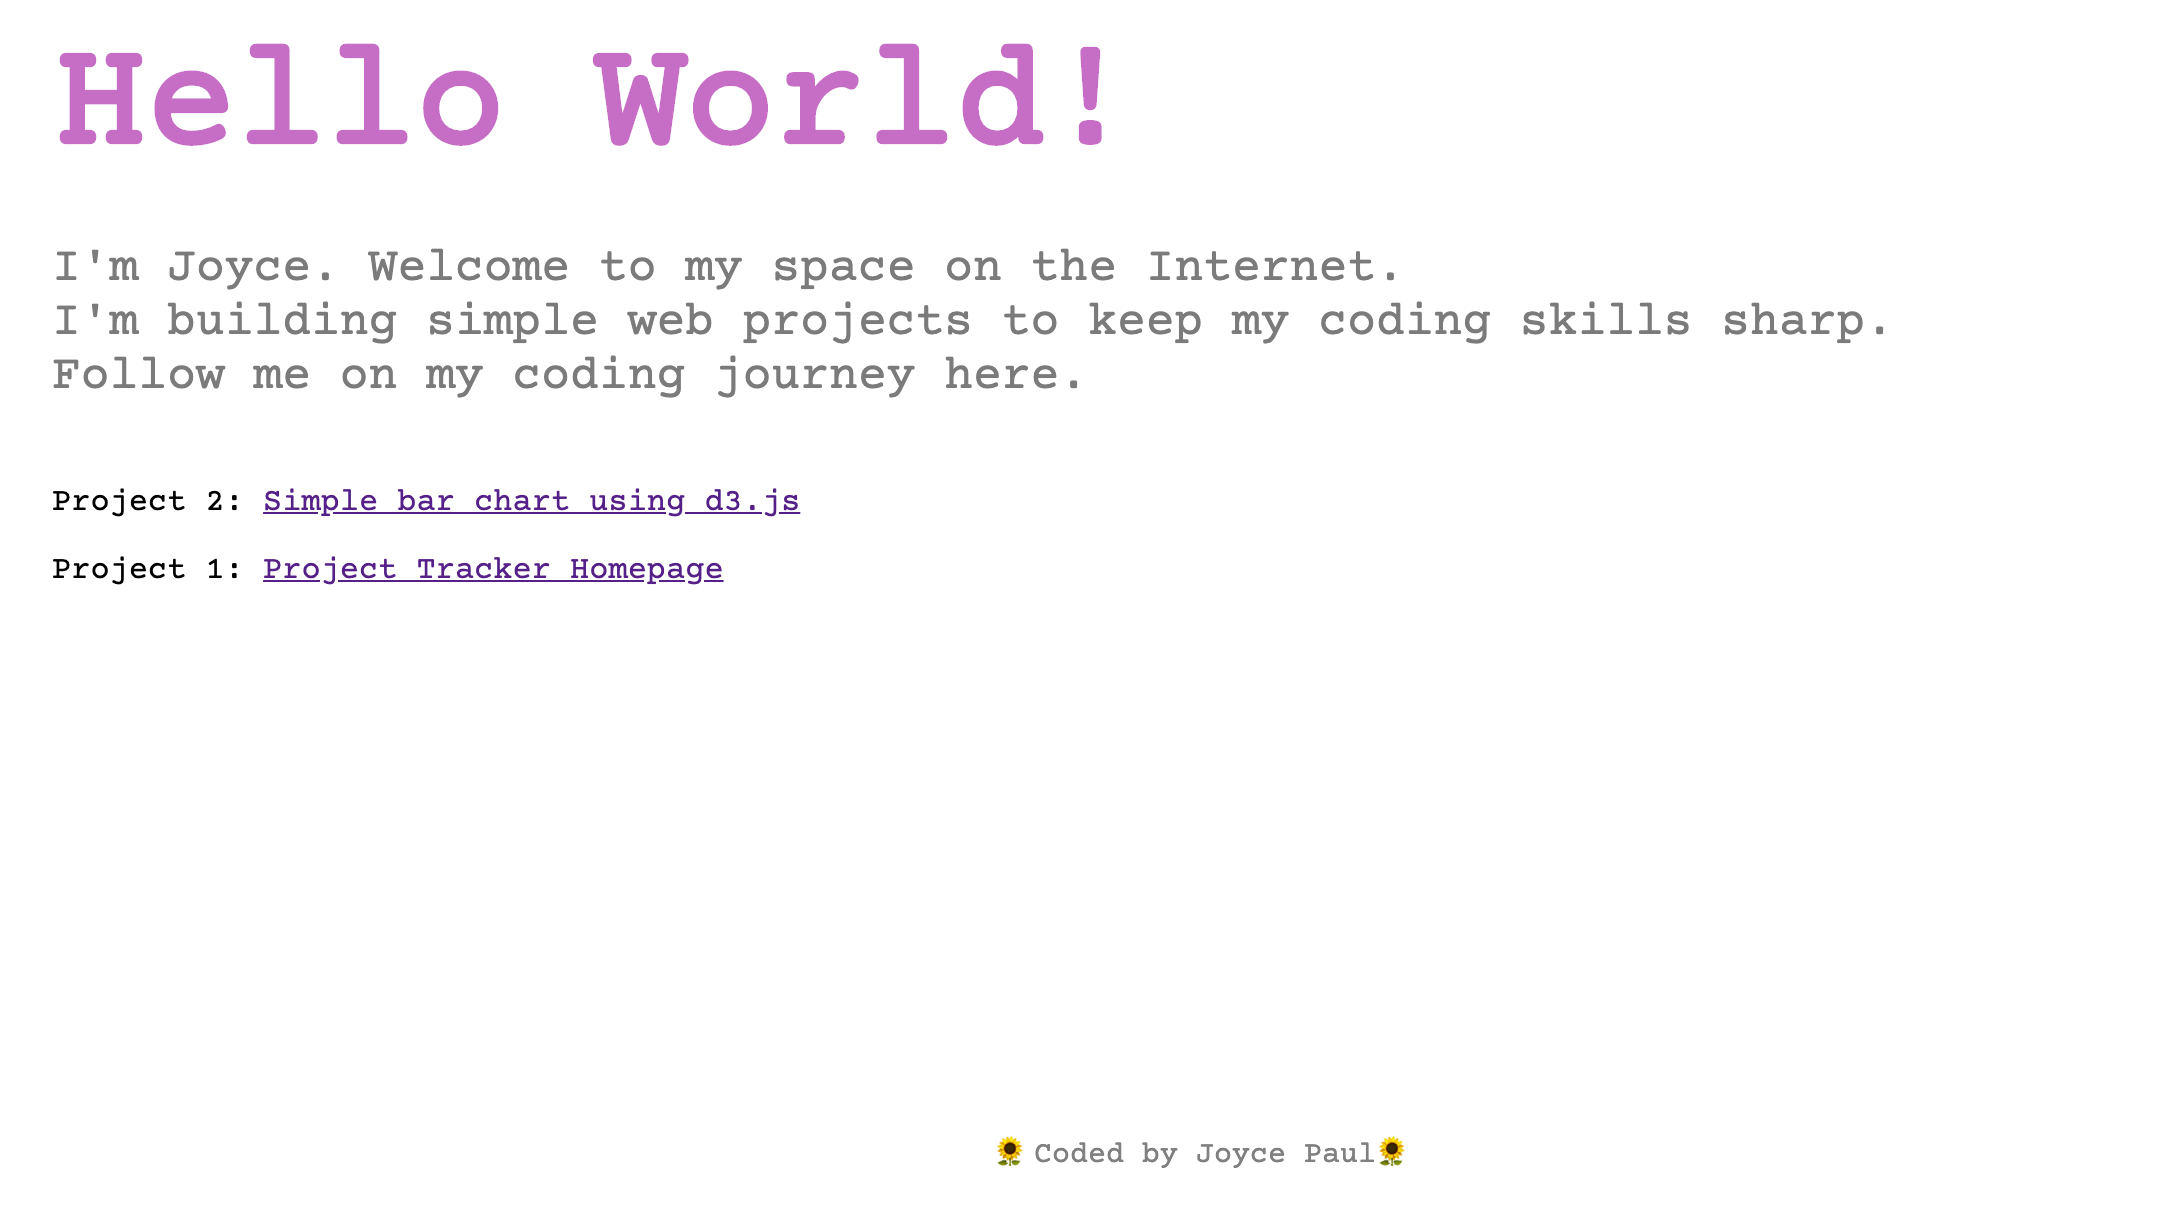 Hello World!
I'm Joyce. Welcome to my space on the Internet.
I'm building simple web projects to keep my coding skills sharp.
Follow me on my coding journey here.
Project 2: Simple bar chart using d3.js
Project 1: Project Tracker Homepage
🌻 Coded by Joyce Paul🌻